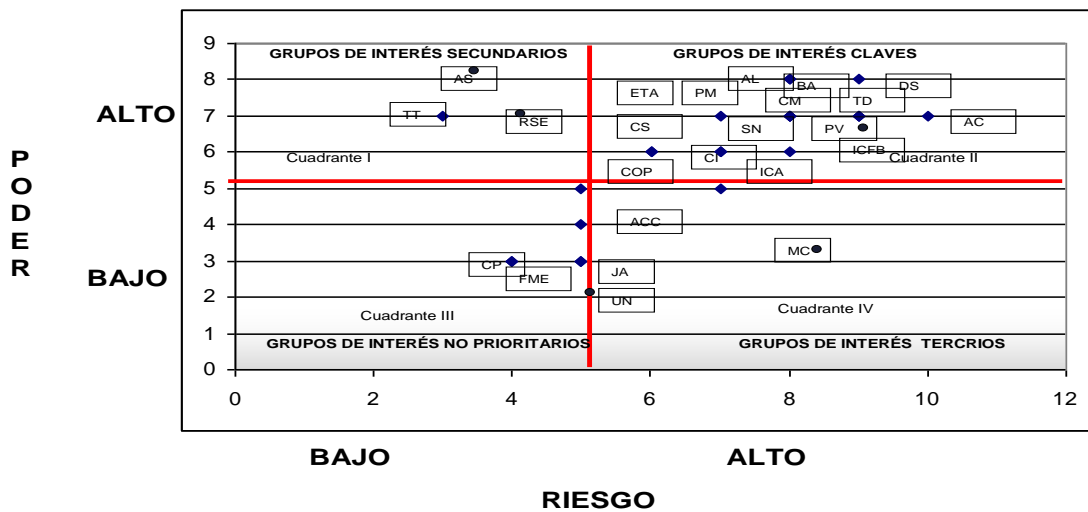 GRUPOS DE INTERÉS SECUNDARIOS
GRUPOS DE INTERÉS CLAVES
9
8
7
6
5
4
3
2
1
0
ALTO
BAJO
PODER
AS
TT
RSE
Cuadrante I
AL
BA
DS
ETA
PM
CM
TD
CS
SN
PV
AC
ICFB
Cuadrante II
CI
COP
ICA
ACC
MC
CP
FME
JA
UN
Cuadrante III
Cuadrante IV
GRUPOS DE INTERÉS NO PRIORITARIOS
GRUPOS DE INTERÉS TERCRIOS
0 2 4 6 8 10 12
BAJO ALTO
RIESGO